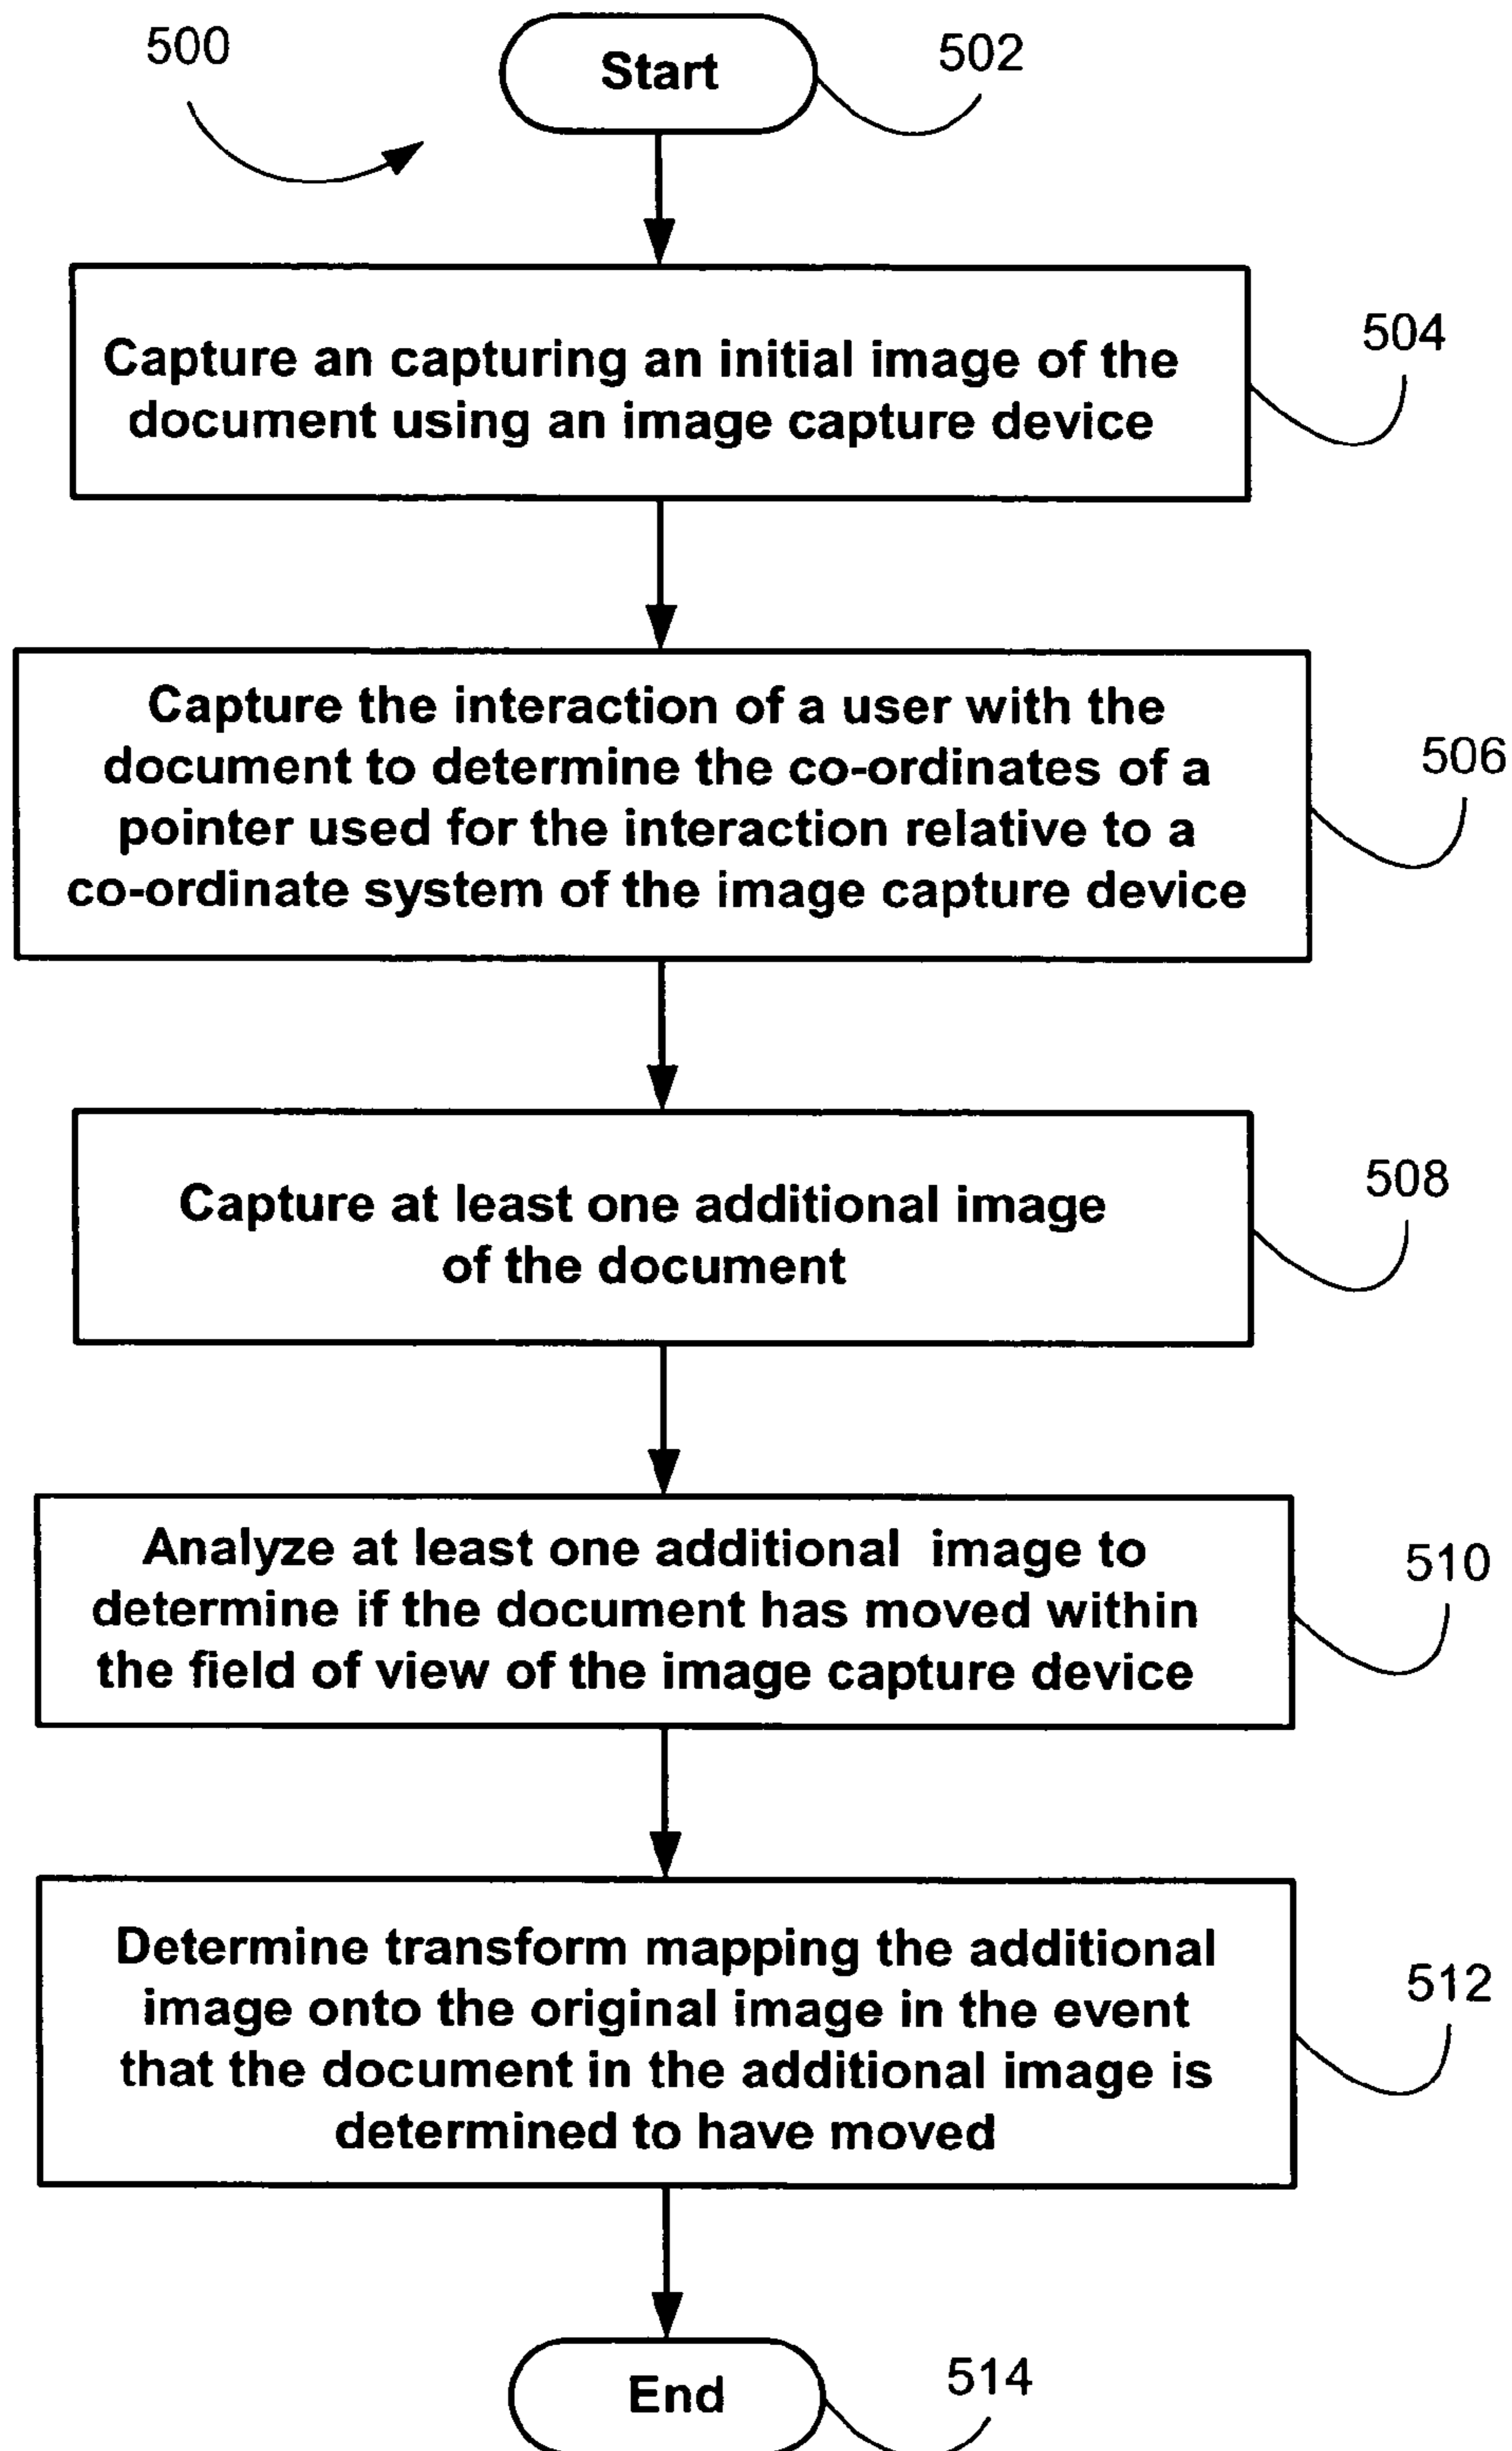 500
Start
502
Capture an capturing an initial image of the
document using an image capture device
504
Capture the interaction of a user with the
document to determine the co-ordinates of a
pointer used for the interaction relative to a
co-ordinate system of the image capture device
506
Capture at least one additional image
of the document
508
Analyze at least one additional image to
determine if the document has moved within
the field of view of the image capture device
510
Determine transform mapping the additional
image onto the original image in the event
that the document in the additional image is
determined to have moved
512
End
514